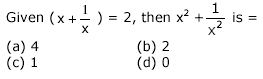 Given ( x + 1/x ) = 2, then x² + 1/x² is =
(a) 4 (b) 2
(c) 1 (d) 0